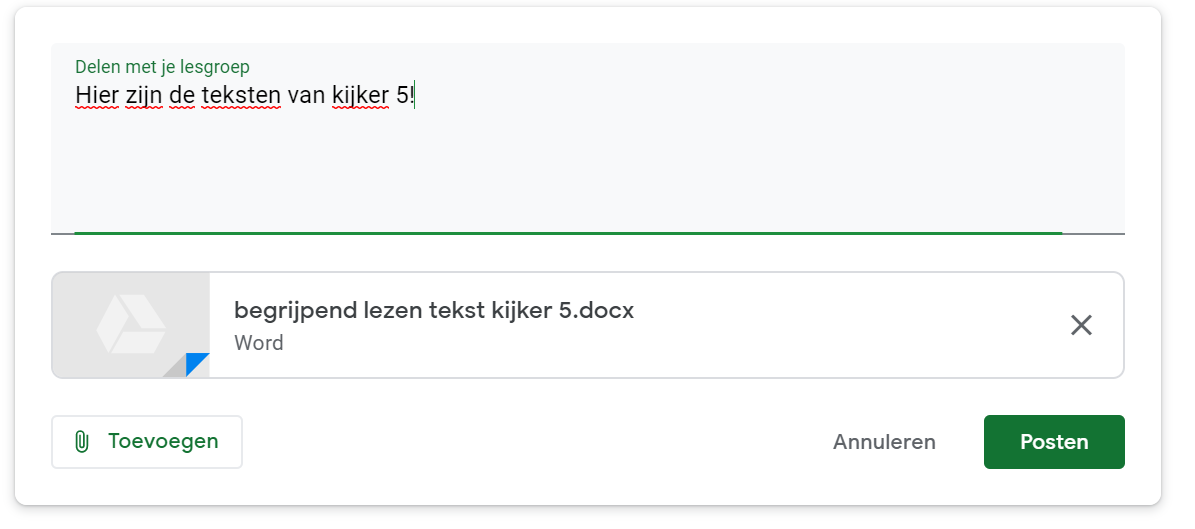 Delen met je lesgroep
Hier zijn de teksten van kijker 5!
begrijpend lezen tekst kijker 5.docx
Word
Toevoegen
Annuleren
Posten